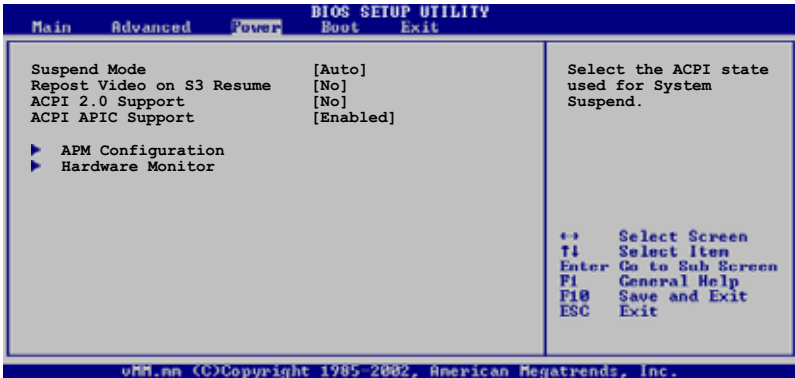 BIOS SETUP UTILITY
Main Advanced Power Boot Exit
Suspend Mode [Auto]
Repost Video on S3 Resume [No]
ACPI 2.0 Support [No]
ACPI APIC Support [Enabled]
APM Configuration
Hardware Monitor
Select the ACPI state
used for System
Suspend.
↔ Select Screen
↑↓ Select Item
Enter Go to Sub Screen
F1 General Help
F10 Save and Exit
ESC Exit
vMM.mm (C)Copyright 1985-2002, American Megatrends, Inc.